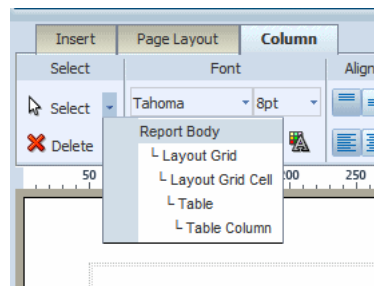 Insert Page Layout Column
Select Font Align
Select Tahoma 8pt
Delete
Report Body
Layout Grid
Layout Grid Cell
Table
Table Column
50 200 250